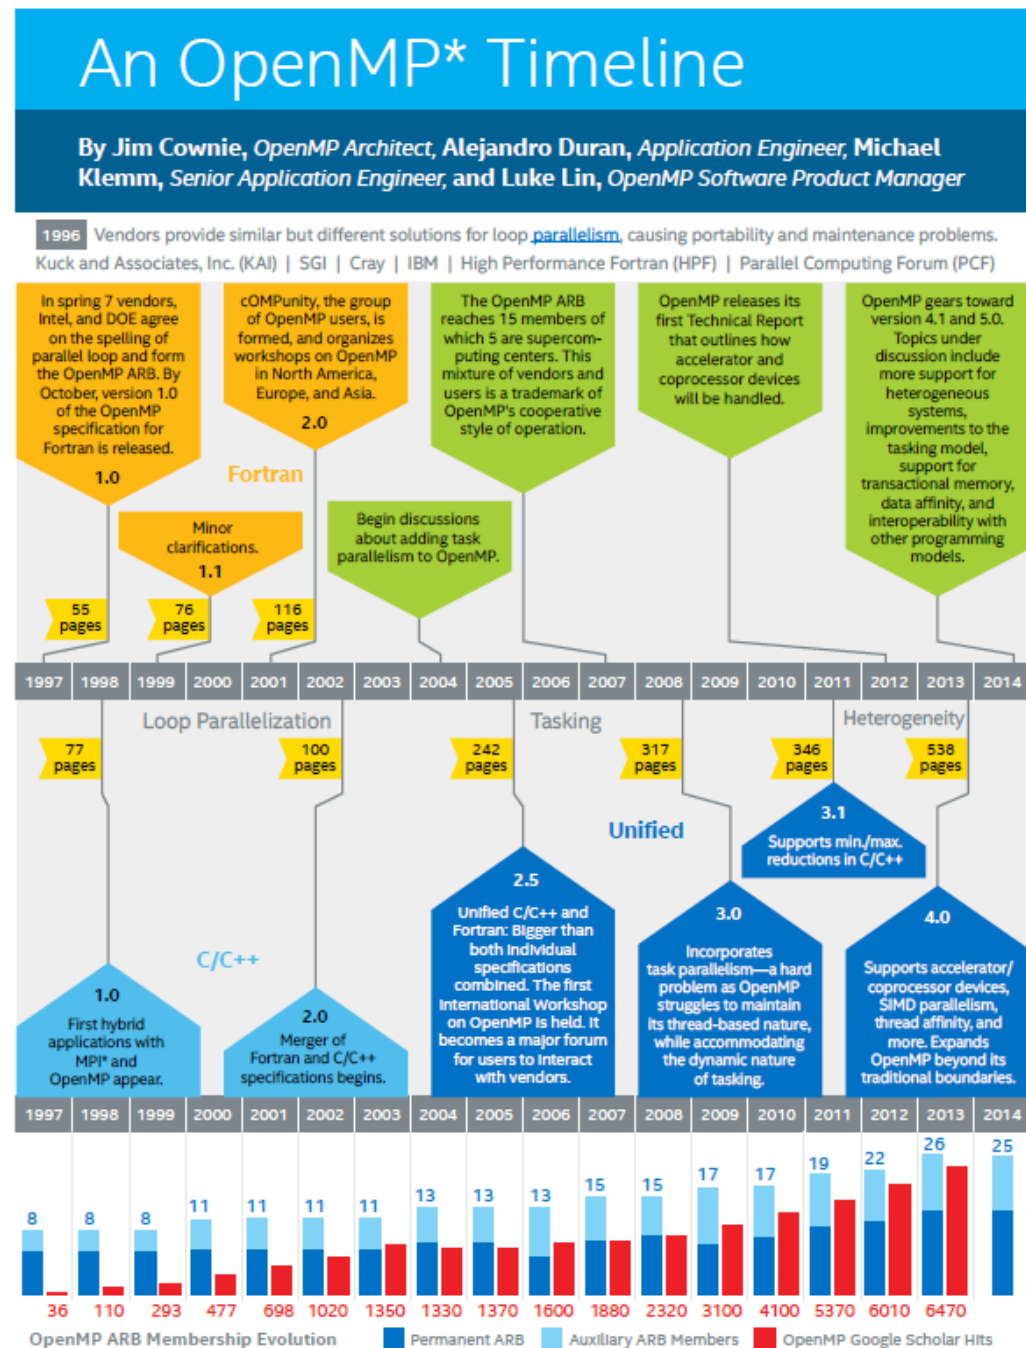 An OpenMP* Timeline
By Jim Cownie, OpenMP Architect, Alejandro Duran, Application Engineer, Michael
Klemm, Senior Application Engineer, and Luke Lin, OpenMP Software Product Manager
1996 Vendors provide similar but different solutions for loop parallelism, causing portability and maintenance problems.
Kuck and Associates, Inc. (KAI) | SGI | Cray | IBM | High Performance Fortran (HPF) | Parallel Computing Forum (PCF)
In spring 7 vendors,
Intel, and DOE agree
on the spelling of
parallel loop and form
the OpenMP ARB. By
October, version 1.0
of the OpenMP
specification for
Fortran is released.
1.0
cOMPunity, the group
of OpenMP users, is
formed, and organizes
workshops on OpenMP
in North America,
Europe, and Asia.
2.0
The OpenMP ARB
reaches 15 members of
which 5 are supercom-
puting centers. This
mixture of vendors and
users is a trademark of
OpenMP's cooperative
style of operation.
OpenMP releases its
first Technical Report
that outlines how
accelerator and
coprocessor devices
will be handled.
OpenMP gears toward
version 4.1 and 5.0.
Topics under
discussion include
more support for
heterogeneous
systems,
improvements to the
tasking model,
support for
transactional memory,
data affinity, and
interoperability with
other programming
models.
Fortran
Minor
clarifications.
1.1
Begin discussions
about adding task
parallelism to OpenMP.
55
pages
76
pages
116
pages
1997 1998 1999 2000 2001 2002 2003 2004 2005 2006 2007 2008 2009 2010 2011 2012 2013 2014
Loop Parallelization Tasking Heterogeneity
77
pages
100
pages
242
pages
317
pages
346
pages
538
pages
Unified
C/C++
1.0
First hybrid
applications with
MPI* and
OpenMP appear.
2.0
Merger of
Fortran and C/C++
specifications begins.
2.5
Unified C/C++ and
Fortran: Bigger than
both individual
specifications
combined. The first
International Workshop
on OpenMP is held. It
becomes a major forum
for users to interact
with vendors.
3.0
Incorporates
task parallelism—a hard
problem as OpenMP
struggles to maintain
its thread-based nature,
while accommodating
the dynamic nature
of tasking.
3.1
Supports min./max.
reductions in C/C++
4.0
Supports accelerator/
coprocessor devices,
SIMD parallelism,
thread affinity, and
more. Expands
OpenMP beyond its
traditional boundaries.
1997 1998 1999 2000 2001 2002 2003 2004 2005 2006 2007 2008 2009 2010 2011 2012 2013 2014
8 8 8 11 11 11 11 13 13 13 15 15 17 17 19 22 26 25
36 110 293 477 698 1020 1350 1330 1370 1600 1880 2320 3100 4100 5370 6010 6470
OpenMP ARB Membership Evolution Permanent ARB Auxiliary ARB Members OpenMP Google Scholar Hits